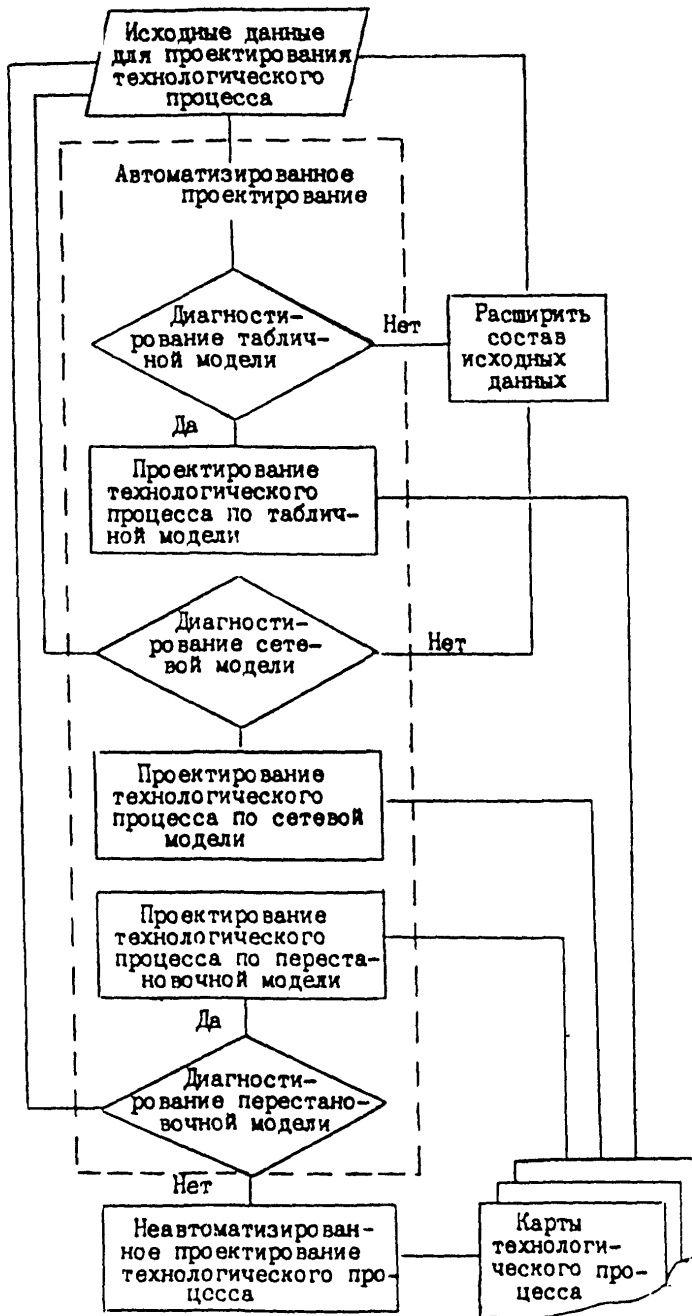 Исходные данные
для проектирования
технологического
процесса
Автоматизированное
проектирование
Диагности-
рование таблич-
ной модели
Нет
Расширить
состав
исходных
данных
Да
Проектирование
технологического
процесса по таблич-
ной модели
Диагности-
рование сете-
вой модели
Нет
Проектирование
технологического
процесса по сетевой
модели
Проектирование
технологического
процесса по переста-
новочной модели
Да
Диагности-
рование перестано-
вочной модели
Нет
Неавтоматизирован-
ное проектирование
технологического про-
цесса
Карты
технологи-
ческого про-
цесса